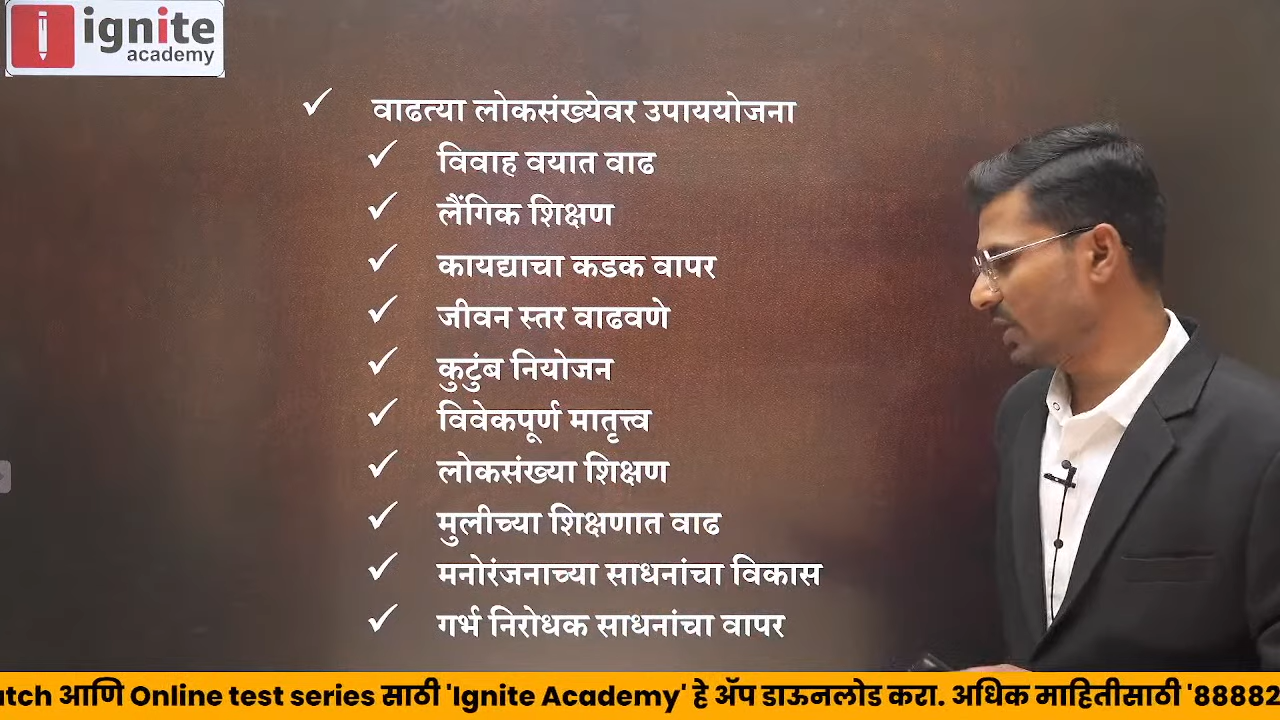 ignite
academy
वाढत्या लोकसंख्येवर उपाययोजना
विवाह वयात वाढ
लैंगिक शिक्षण
कायद्याचा कडक वापर
जीवन स्तर वाढवणे
कुटुंब नियोजन
विवेकपूर्ण मातृत्त्व
लोकसंख्या शिक्षण
मुलीच्या शिक्षणात वाढ
मनोरंजनाच्या साधनांचा विकास
गर्भ निरोधक साधनांचा वापर
आणि Online test series साठी 'Ignite Academy' हे ॲप डाऊनलोड करा. अधिक माहितीसाठी '88882